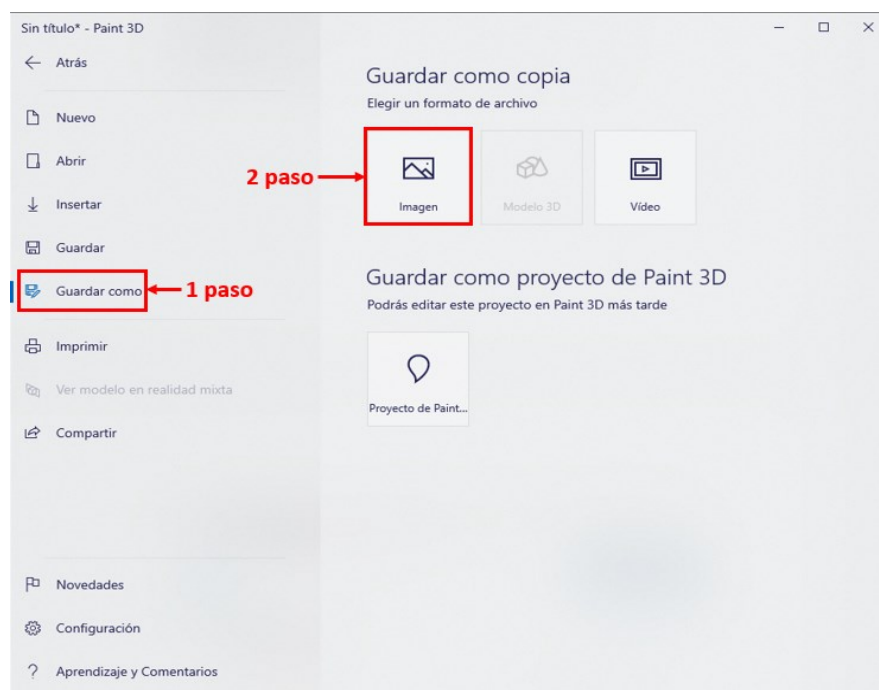 Sin título* - Paint 3D
Atrás
Nuevo
Abrir
Insertar
Guardar
Guardar como
1 paso
Imprimir
Ver modelo en realidad mixta
Compartir
Novedades
Configuración
Aprendizaje y Comentarios
Guardar como copia
Elegir un formato de archivo
2 paso
Imagen
Modelo 3D
Vídeo
Guardar como proyecto de Paint 3D
Podrás editar este proyecto en Paint 3D más tarde
Proyecto de Paint...